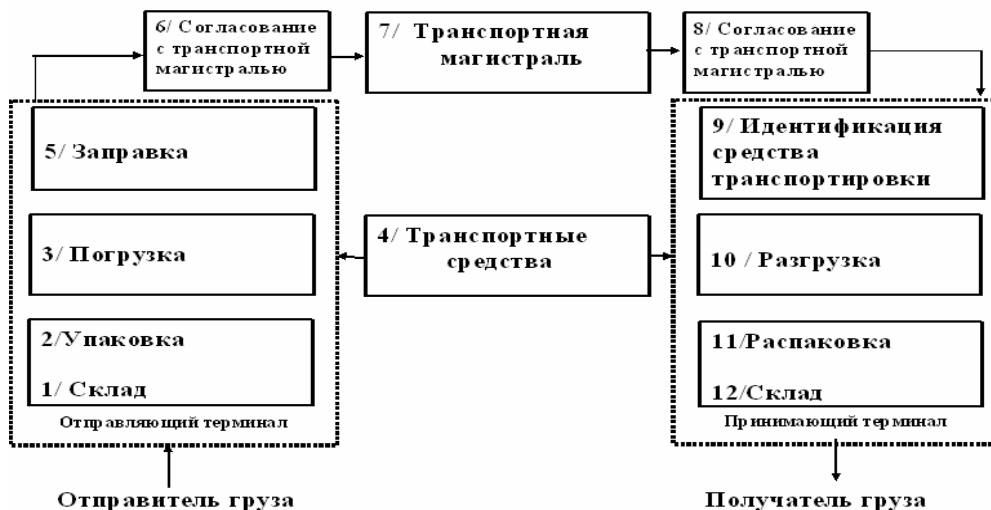 6/ Согласование
с транспортной
магистралью
7/ Транспортная
магистраль
8/ Согласование
с транспортной
магистралью
5/ Заправка
9/ Идентификация
средства
транспортировки
3/ Погрузка
4/ Транспортные
средства
10 / Разгрузка
2/Упаковка
1/ Склад
11/Распаковка
12/Склад
Отправляющий терминал
Принимающий терминал
Отправитель груза
Получатель груза